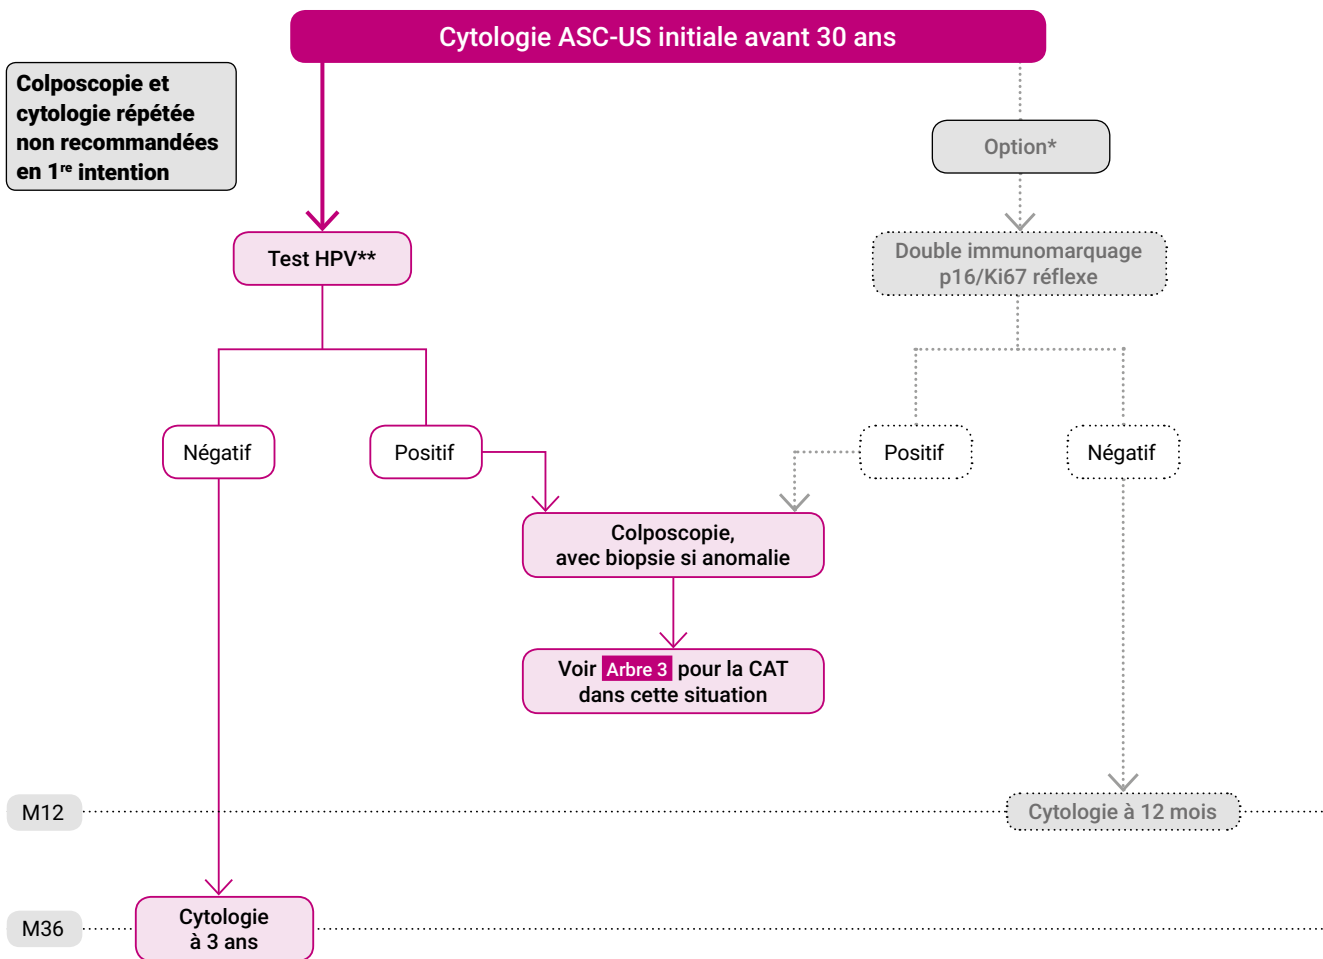 Cytologie ASC-US initiale avant 30 ans
Colposcopie et
cytologie répétée
non recommandées
en 1re intention
Option*
Test HPV**
Double immunomarquage
p16/Ki67 réflexe
Négatif
Positif
Positif
Négatif
Colposcopie,
avec biopsie si anomalie
Voir Arbre 3 pour la CAT
dans cette situation
M12
Cytologie à 12 mois
M36
Cytologie
à 3 ans